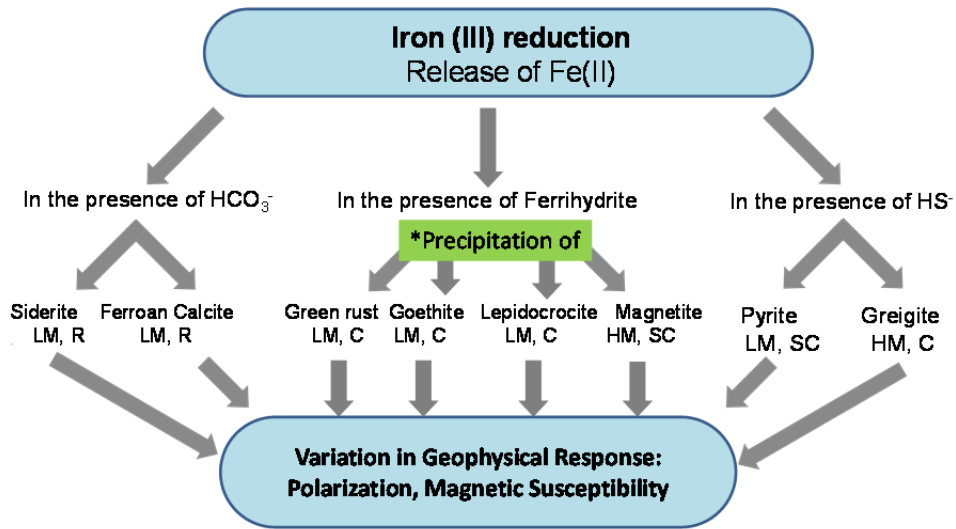 Iron (III) reduction
Release of Fe(II)
In the presence of HCO₃⁻
In the presence of Ferrihydrite
In the presence of HS⁻
*Precipitation of
Siderite
LM, R
Ferroan Calcite
LM, R
Green rust
LM, C
Goethite
LM, C
Lepidocrocite
LM, C
Magnetite
HM, SC
Pyrite
LM, SC
Greigite
HM, C
Variation in Geophysical Response:
Polarization, Magnetic Susceptibility